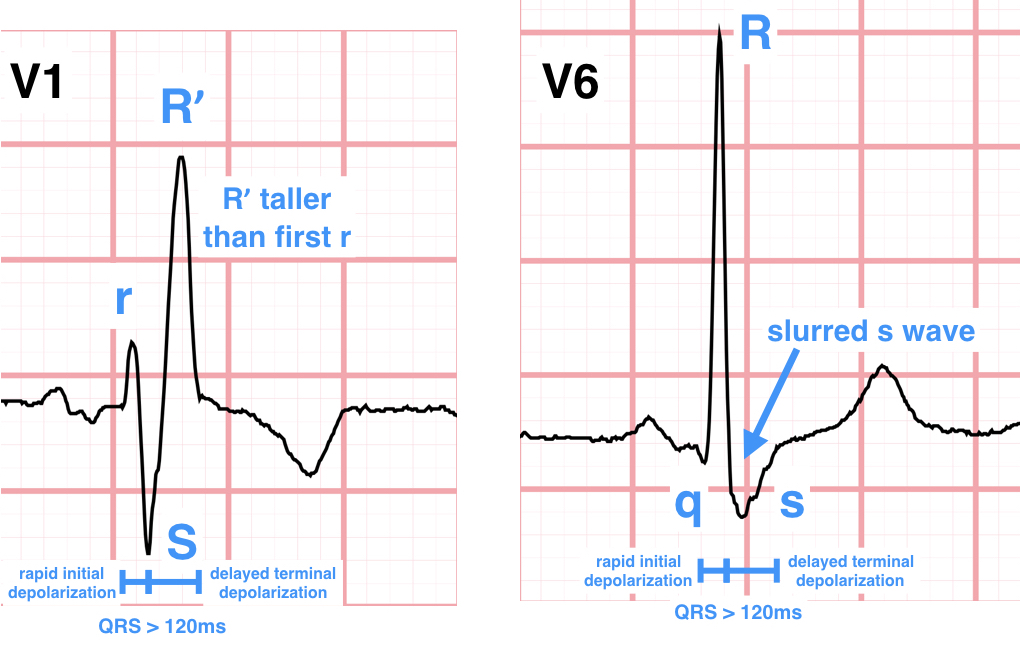 V1
R’
R’ taller
than first r
r
S
rapid initial
depolarization
delayed terminal
depolarization
QRS > 120ms
V6
R
slurred s wave
q
s
rapid initial
depolarization
delayed terminal
depolarization
QRS > 120ms